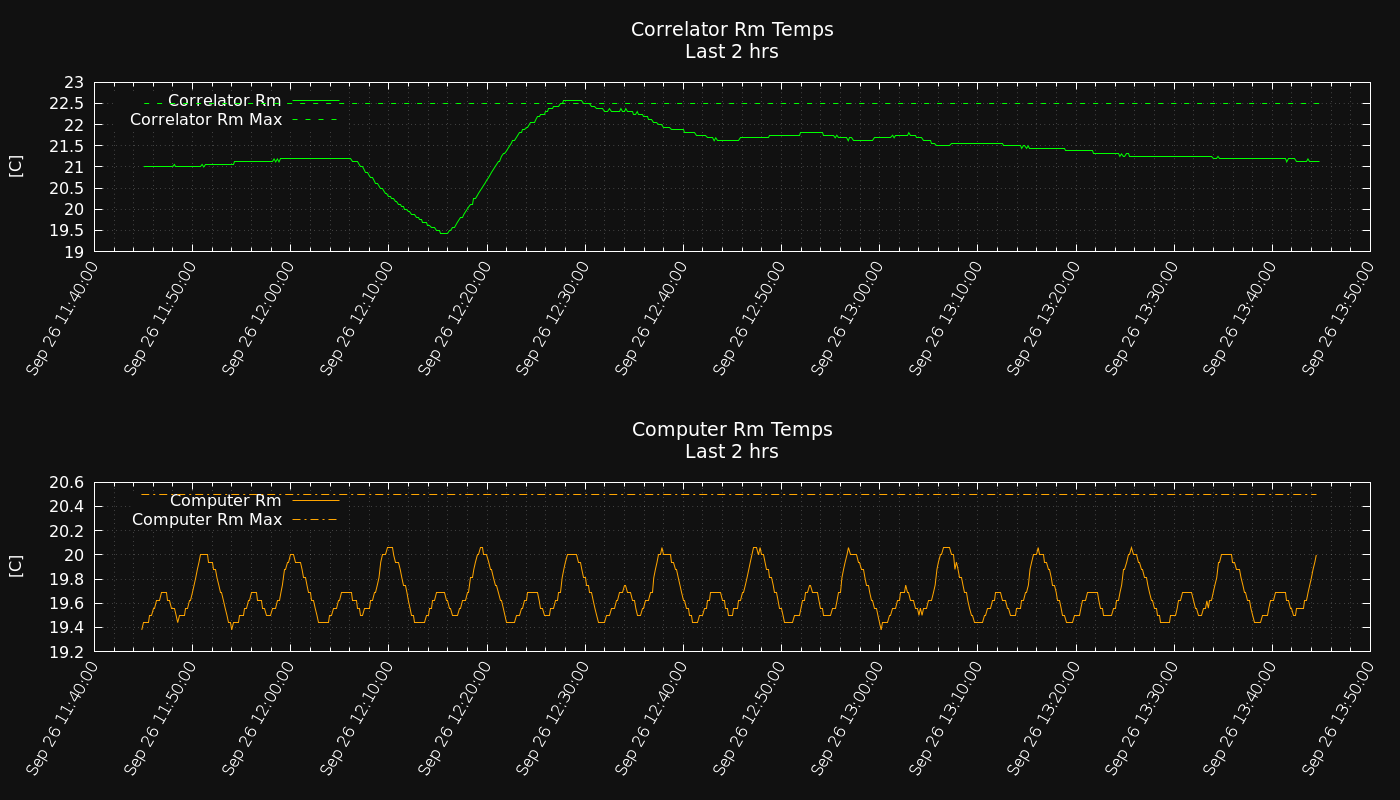 Correlator Rm Temps
Last 2 hrs
23
22.5
22
21.5
21
20.5
20
19.5
19
[C]
Correlator Rm
Correlator Rm Max
Sep 26 11:40:00
Sep 26 11:50:00
Sep 26 12:00:00
Sep 26 12:10:00
Sep 26 12:20:00
Sep 26 12:30:00
Sep 26 12:40:00
Sep 26 12:50:00
Sep 26 13:00:00
Sep 26 13:10:00
Sep 26 13:20:00
Sep 26 13:30:00
Sep 26 13:40:00
Sep 26 13:50:00
Computer Rm Temps
Last 2 hrs
20.6
20.4
20.2
20
19.8
19.6
19.4
19.2
[C]
Computer Rm
Computer Rm Max
Sep 26 11:40:00
Sep 26 11:50:00
Sep 26 12:00:00
Sep 26 12:10:00
Sep 26 12:20:00
Sep 26 12:30:00
Sep 26 12:40:00
Sep 26 12:50:00
Sep 26 13:00:00
Sep 26 13:10:00
Sep 26 13:20:00
Sep 26 13:30:00
Sep 26 13:40:00
Sep 26 13:50:00